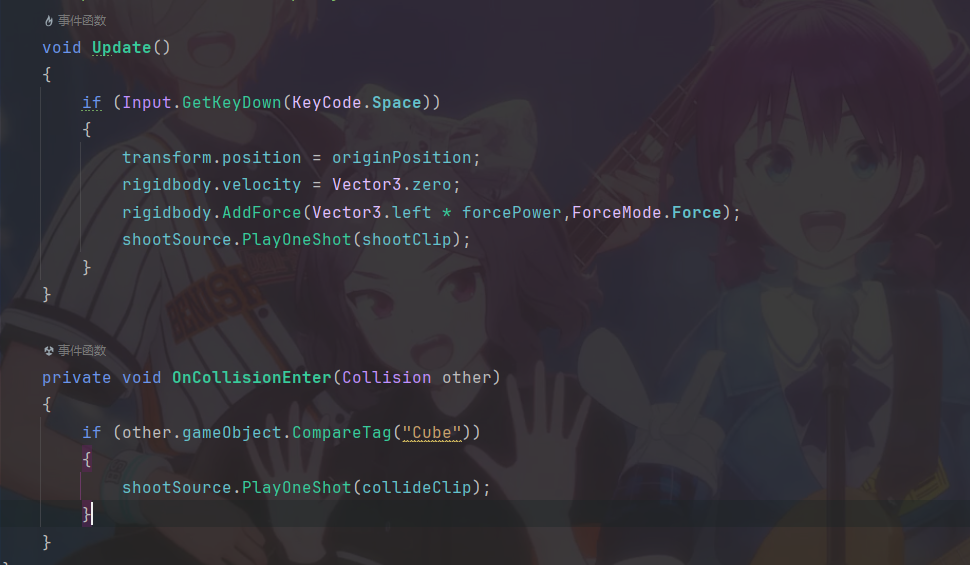 事件函数
void Update()
{
if (Input.GetKeyDown(KeyCode.Space))
{
transform.position = originPosition;
rigidbody.velocity = Vector3.zero;
rigidbody.AddForce(Vector3.left * forcePower,ForceMode.Force);
shootSource.PlayOneShot(shootClip);
}
}
事件函数
private void OnCollisionEnter(Collision other)
{
if (other.gameObject.CompareTag("Cube"))
{
shootSource.PlayOneShot(collideClip);
}
}